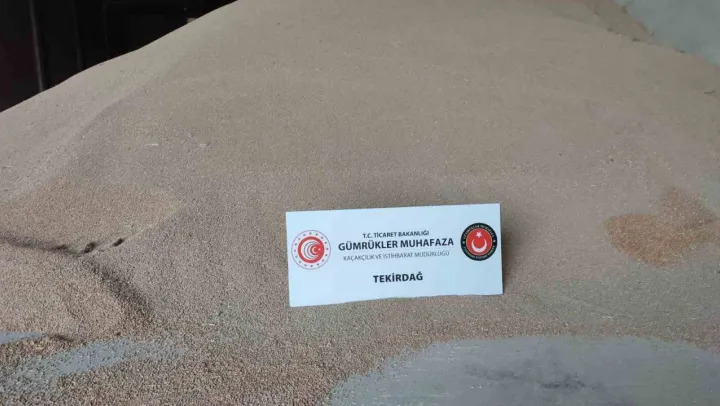 T.C. TİCARET BAKANLIĞI
GÜMRÜKLER MUHAFAZA
KAÇAKÇILIK VE İSTİHBARAT MÜDÜRLÜĞÜ
TEKİRDAĞ